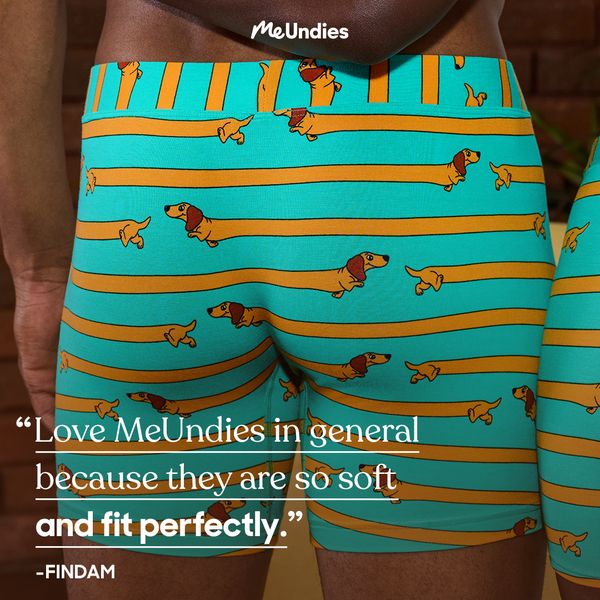 MeUndies
“Love MeUndies in general
because they are so soft
and fit perfectly.”
-FINDAM